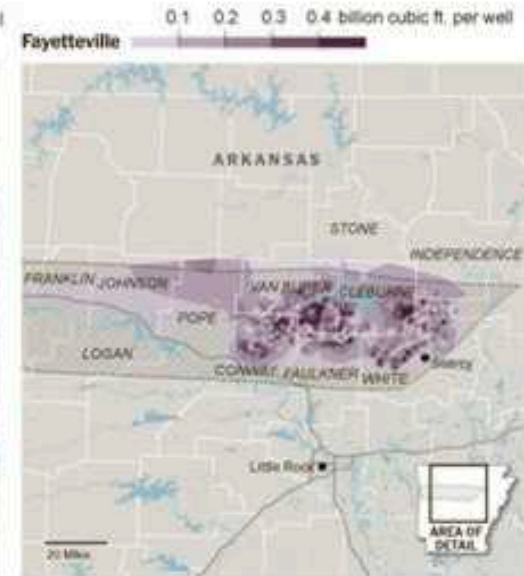 0.1 0.2 0.3 0.4 billion cubic ft. per well
Fayetteville
ARKANSAS
STONE
INDEPENDENCE
FRANKLIN JOHNSON VAN BUREN CLEBURNE
POPE
LOGAN
CONWAY FAULKNER WHITE
Searcy
Little Rock
AREA OF
DETAIL
20 Miles